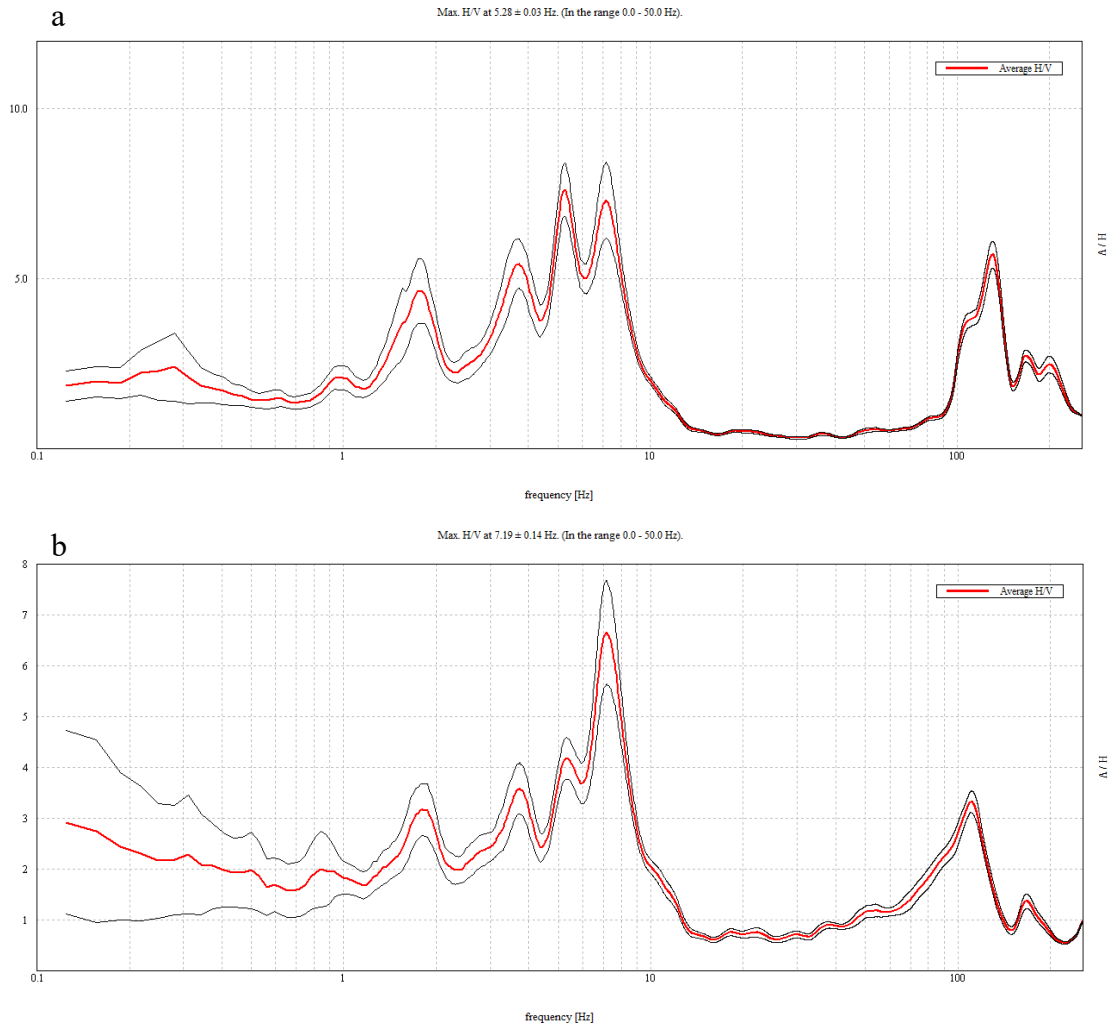 a
Max. H/V at 5.28 ± 0.03 Hz. (In the range 0.0 - 50.0 Hz).
Average H/V
10.0
5.0
H / V
0.1 1 10 100
frequency [Hz]
b
Max. H/V at 7.19 ± 0.14 Hz. (In the range 0.0 - 50.0 Hz).
8
Average H/V
7
6
5
4
H / V
3
2
1
0.1 1 10 100
frequency [Hz]